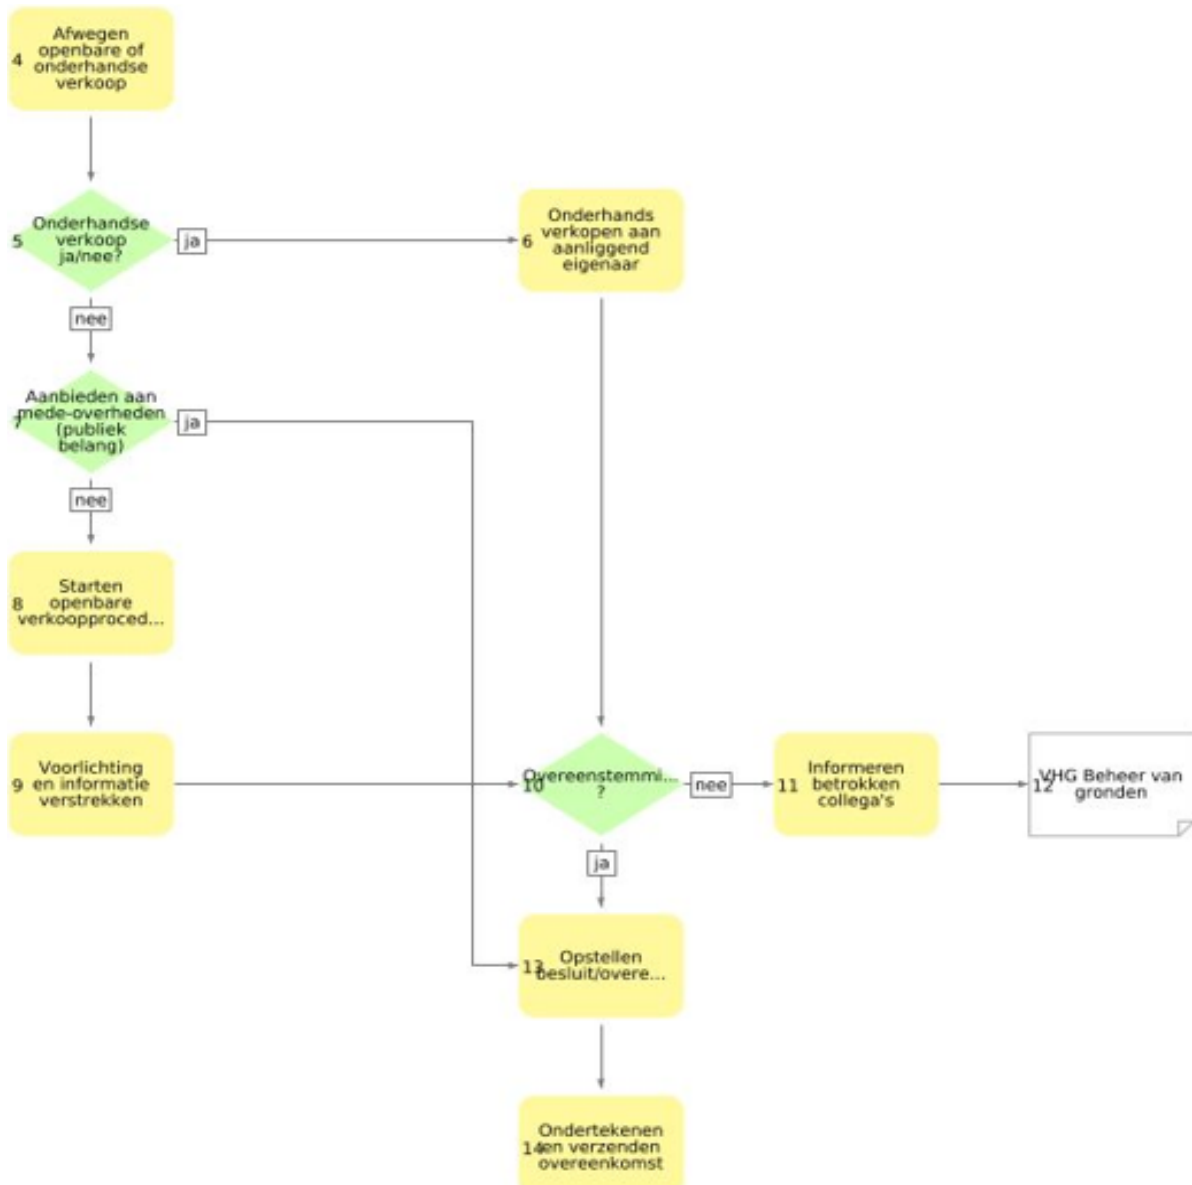 4
Afwegen
openbare of
onderhandse
verkoop
5
Onderhandse
verkoop
ja/nee?
ja
6
Onderhands
verkopen aan
aanliggend
eigenaar
nee
7
Aanbieden aan
mede-overheden
(publiek
belang)
ja
nee
8
Starten
openbare
verkoopproced...
9
Voorlichting
en informatie
verstrekken
10
Overeenstemmi...
?
nee
11
Informeren
betrokken
collega's
12
VHG Beheer van
gronden
ja
13
Opstellen
besluit/overe...
14
Ondertekenen
en verzenden
overeenkomst